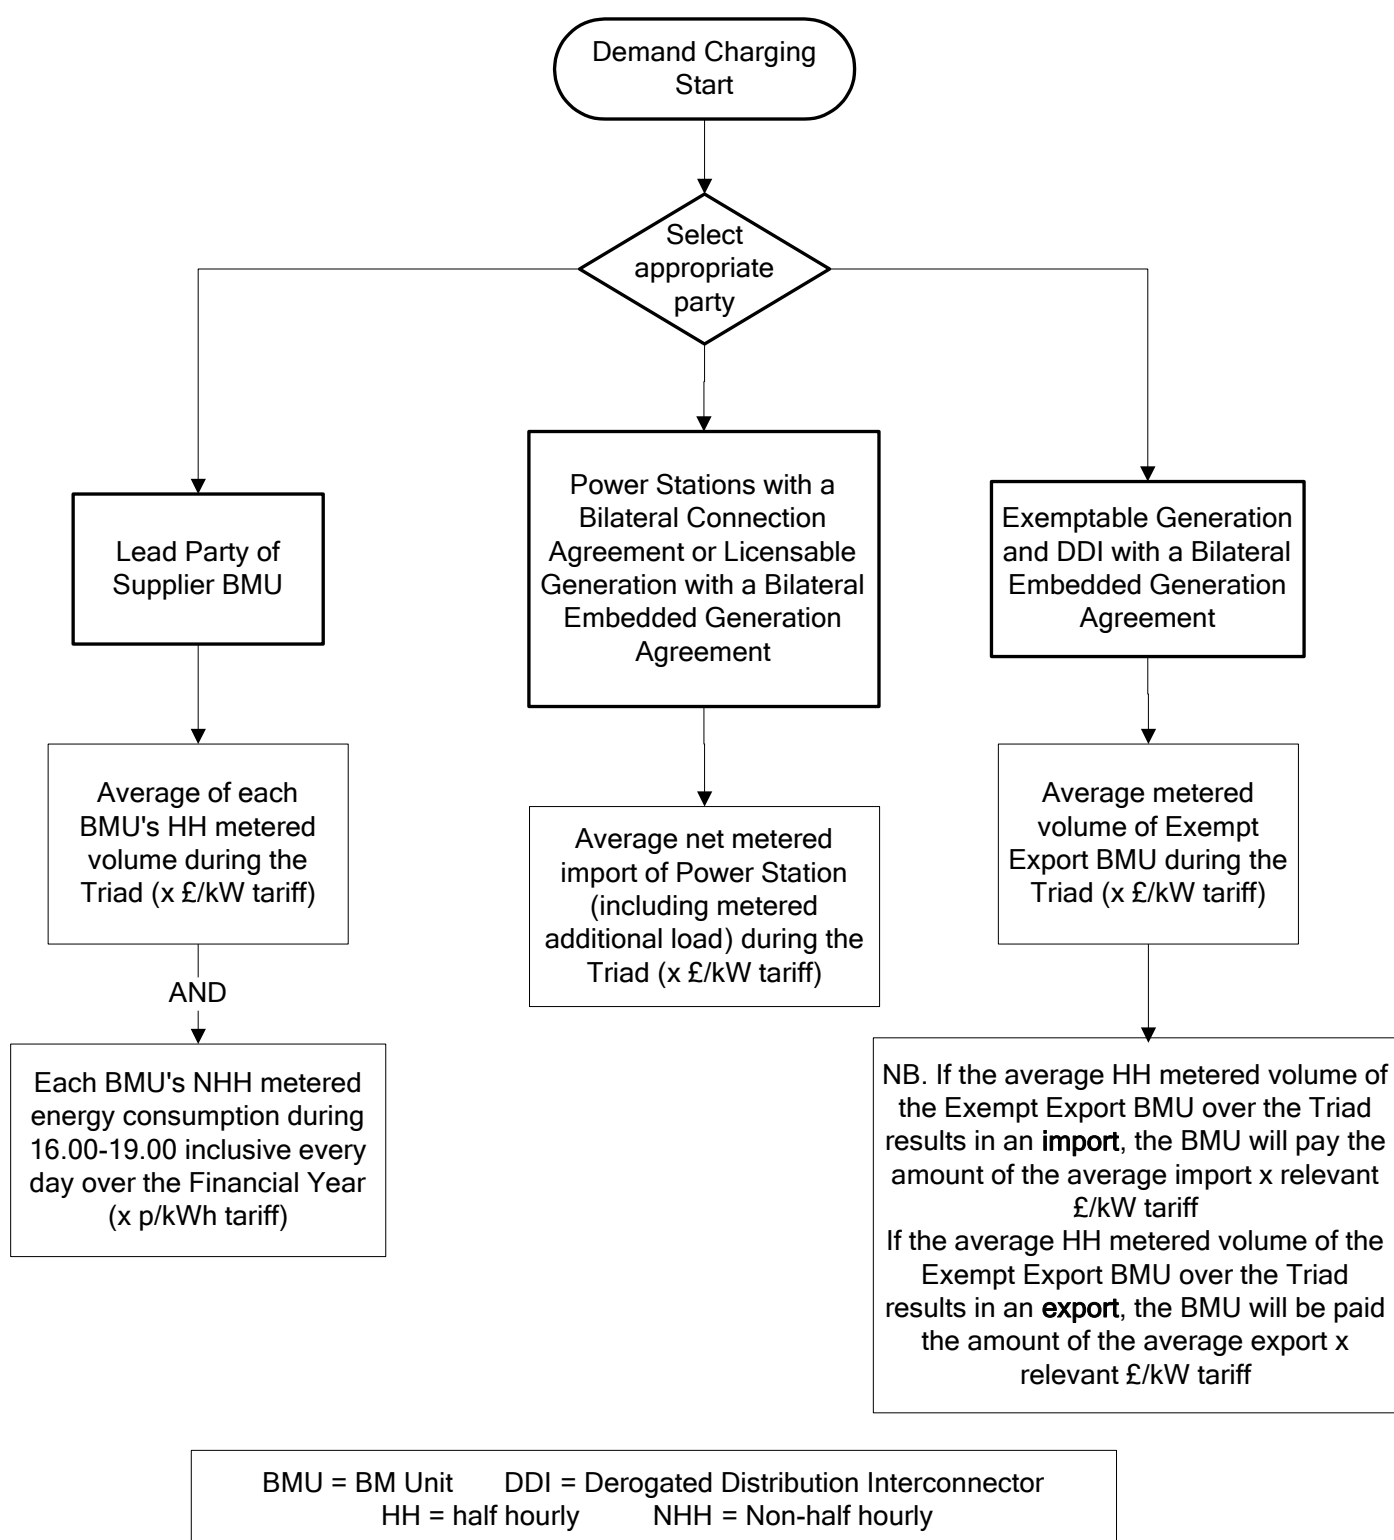 Demand Charging
Start
Select
appropriate
party
Lead Party of
Supplier BMU
Power Stations with a
Bilateral Connection
Agreement or Licensable
Generation with a Bilateral
Embedded Generation
Agreement
Exemptable Generation
and DDI with a Bilateral
Embedded Generation
Agreement
Average of each
BMU's HH metered
volume during the
Triad (x £/kW tariff)
AND
Each BMU's NHH metered
energy consumption during
16.00-19.00 inclusive every
day over the Financial Year
(x p/kWh tariff)
Average net metered
import of Power Station
(including metered
additional load) during the
Triad (x £/kW tariff)
Average metered
volume of Exempt
Export BMU during the
Triad (x £/kW tariff)
NB. If the average HH metered volume of
the Exempt Export BMU over the Triad
results in an import, the BMU will pay the
amount of the average import x relevant
£/kW tariff
If the average HH metered volume of the
Exempt Export BMU over the Triad
results in an export, the BMU will be paid
the amount of the average export x
relevant £/kW tariff
BMU = BM Unit DDI = Derogated Distribution Interconnector
HH = half hourly NHH = Non-half hourly